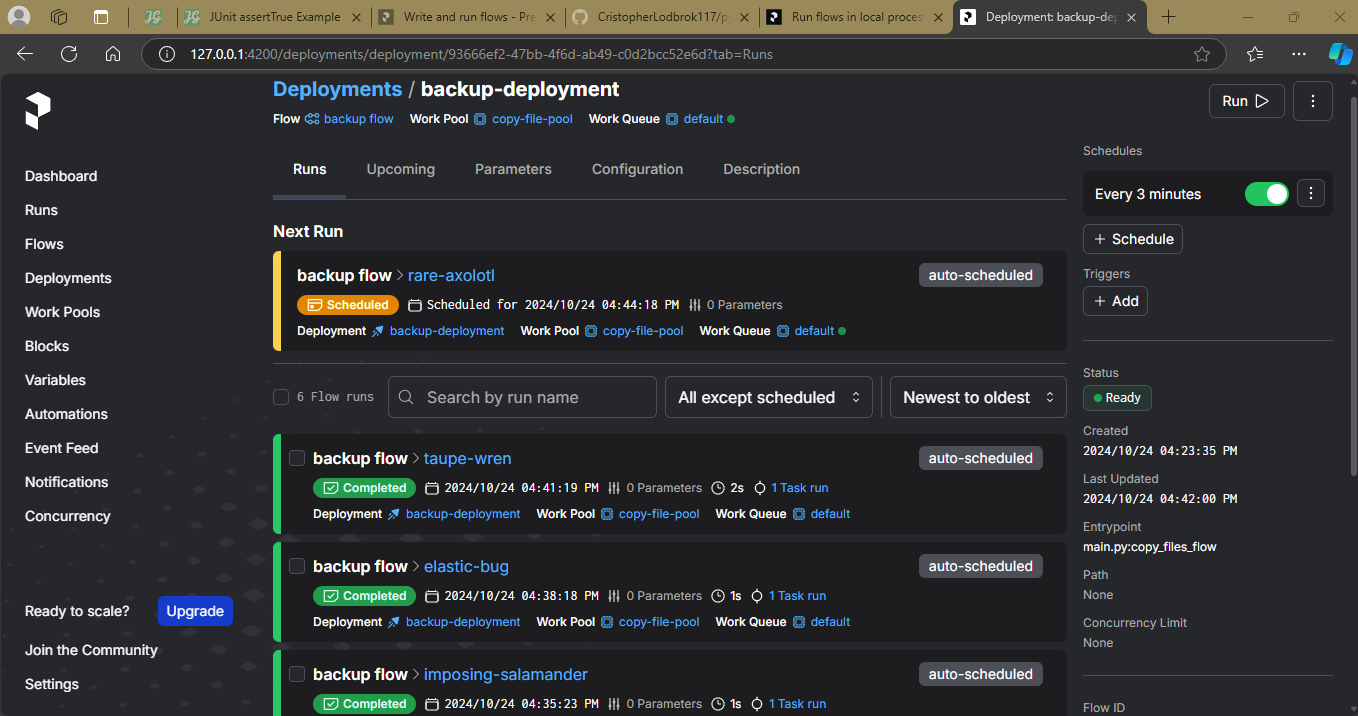 JUnit assertTrue Example
Write and run flows - Pre
CristopherLodbrok117/p
Run flows in local proces
Deployment: backup-dep
127.0.0.1:4200/deployments/deployment/93666ef2-47bb-4f6d-ab49-c0d2bcc52e6d?tab=Runs
Dashboard
Runs
Flows
Deployments
Work Pools
Blocks
Variables
Automations
Event Feed
Notifications
Concurrency
Ready to scale? Upgrade
Join the Community
Settings
Deployments / backup-deployment
Flow backup flow Work Pool copy-file-pool Work Queue default
Runs Upcoming Parameters Configuration Description
Next Run
backup flow > rare-axolotl auto-scheduled
Scheduled Scheduled for 2024/10/24 04:44:18 PM 0 Parameters
Deployment backup-deployment Work Pool copy-file-pool Work Queue default
6 Flow runs Search by run name All except scheduled Newest to oldest
backup flow > taupe-wren auto-scheduled
Completed 2024/10/24 04:41:19 PM 0 Parameters 2s 1 Task run
Deployment backup-deployment Work Pool copy-file-pool Work Queue default
backup flow > elastic-bug auto-scheduled
Completed 2024/10/24 04:38:18 PM 0 Parameters 1s 1 Task run
Deployment backup-deployment Work Pool copy-file-pool Work Queue default
backup flow > imposing-salamander auto-scheduled
Completed 2024/10/24 04:35:23 PM 0 Parameters 1s 1 Task run
Run
Schedules
Every 3 minutes
+ Schedule
Triggers
+ Add
Status
Ready
Created
2024/10/24 04:23:35 PM
Last Updated
2024/10/24 04:42:00 PM
Entrypoint
main.py:copy_files_flow
Path
None
Concurrency Limit
None
Flow ID